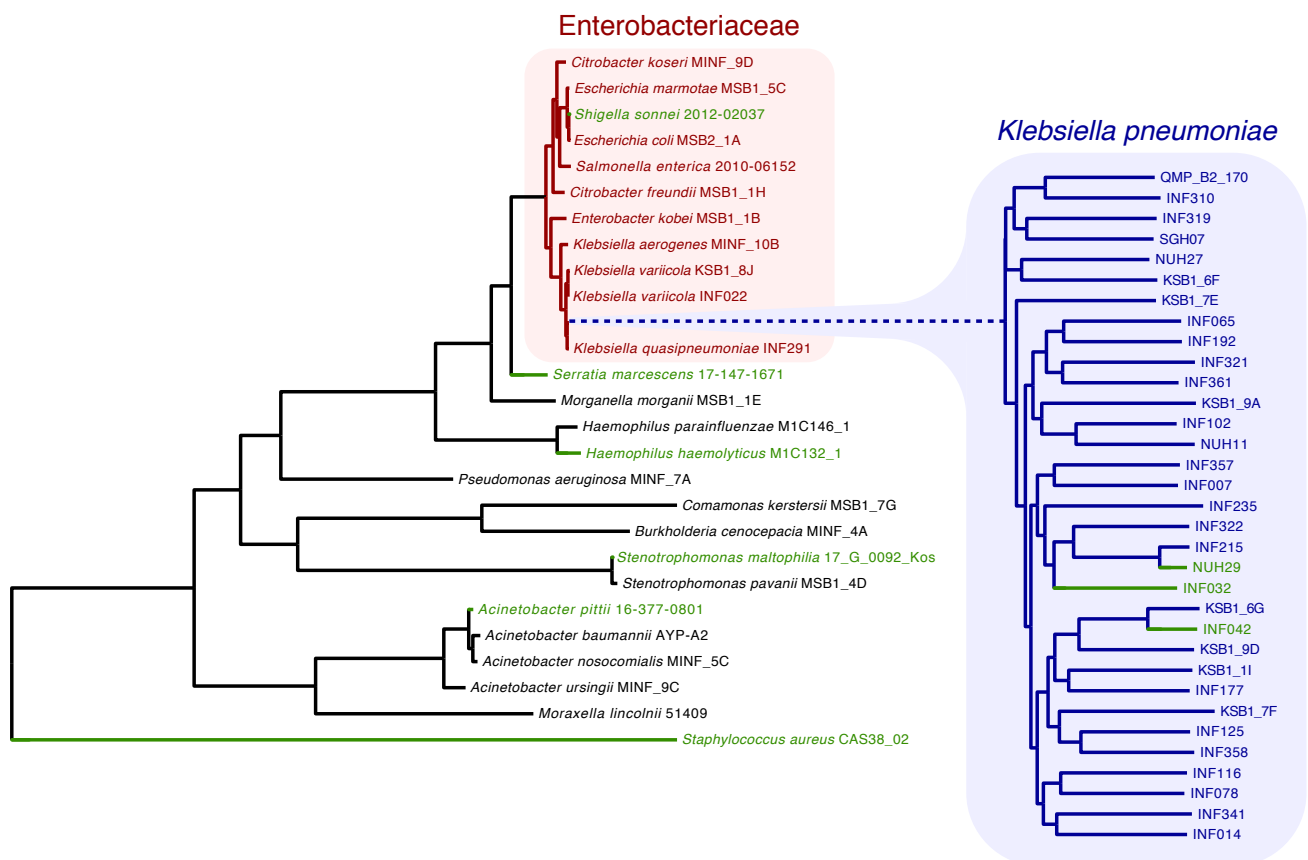 Enterobacteriaceae
Citrobacter koseri MINF_9D
Escherichia marmotae MSB1_5C
Shigella sonnei 2012-02037
Escherichia coli MSB2_1A
Salmonella enterica 2010-06152
Citrobacter freundii MSB1_1H
Enterobacter kobei MSB1_1B
Klebsiella aerogenes MINF_10B
Klebsiella variicola KSB1_8J
Klebsiella variicola INF022
Klebsiella quasipneumoniae INF291
Serratia marcescens 17-147-1671
Morganella morganii MSB1_1E
Haemophilus parainfluenzae M1C146_1
Haemophilus haemolyticus M1C132_1
Pseudomonas aeruginosa MINF_7A
Comamonas kerstersii MSB1_7G
Burkholderia cenocepacia MINF_4A
Stenotrophomonas maltophilia 17_G_0092_Kos
Stenotrophomonas pavanii MSB1_4D
Acinetobacter pittii 16-377-0801
Acinetobacter baumannii AYP-A2
Acinetobacter nosocomialis MINF_5C
Acinetobacter ursingii MINF_9C
Moraxella lincolnii 51409
Staphylococcus aureus CAS38_02
Klebsiella pneumoniae
QMP_B2_170
INF310
INF319
SGH07
NUH27
KSB1_6F
KSB1_7E
INF065
INF192
INF321
INF361
KSB1_9A
INF102
NUH11
INF357
INF007
INF235
INF322
INF215
NUH29
INF032
KSB1_6G
INF042
KSB1_9D
KSB1_1I
INF177
KSB1_7F
INF125
INF358
INF116
INF078
INF341
INF014